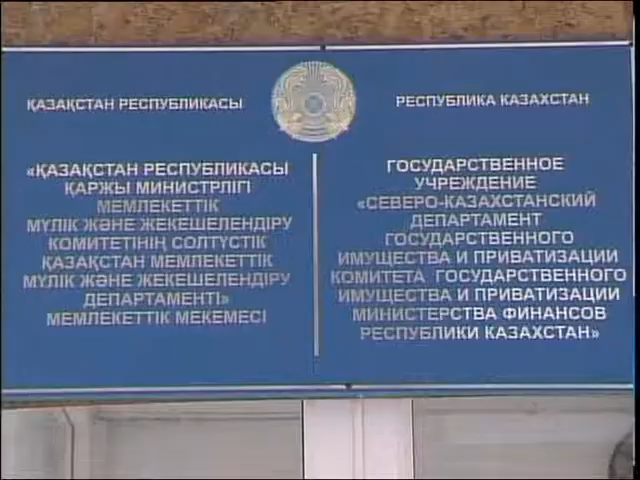 ҚАЗАҚСТАН РЕСПУБЛИКАСЫ
«ҚАЗАҚСТАН РЕСПУБЛИКАСЫ
ҚАРЖЫ МИНИСТРЛІГІ
МЕМЛЕКЕТТІК
МҮЛІК ЖӘНЕ ЖЕКЕШЕЛЕНДІРУ
КОМИТЕТІНІҢ СОЛТҮСТІК
ҚАЗАҚСТАН МЕМЛЕКЕТТІК
МҮЛІК ЖӘНЕ ЖЕКЕШЕЛЕНДІРУ
ДЕПАРТАМЕНТІ»
МЕМЛЕКЕТТІК МЕКЕМЕСІ
РЕСПУБЛИКА КАЗАХСТАН
ГОСУДАРСТВЕННОЕ
УЧРЕЖДЕНИЕ
«СЕВЕРО-КАЗАХСТАНСКИЙ
ДЕПАРТАМЕНТ
ГОСУДАРСТВЕННОГО
ИМУЩЕСТВА И ПРИВАТИЗАЦИИ
КОМИТЕТА ГОСУДАРСТВЕННОГО
ИМУЩЕСТВА И ПРИВАТИЗАЦИИ
МИНИСТЕРСТВА ФИНАНСОВ
РЕСПУБЛИКИ КАЗАХСТАН»